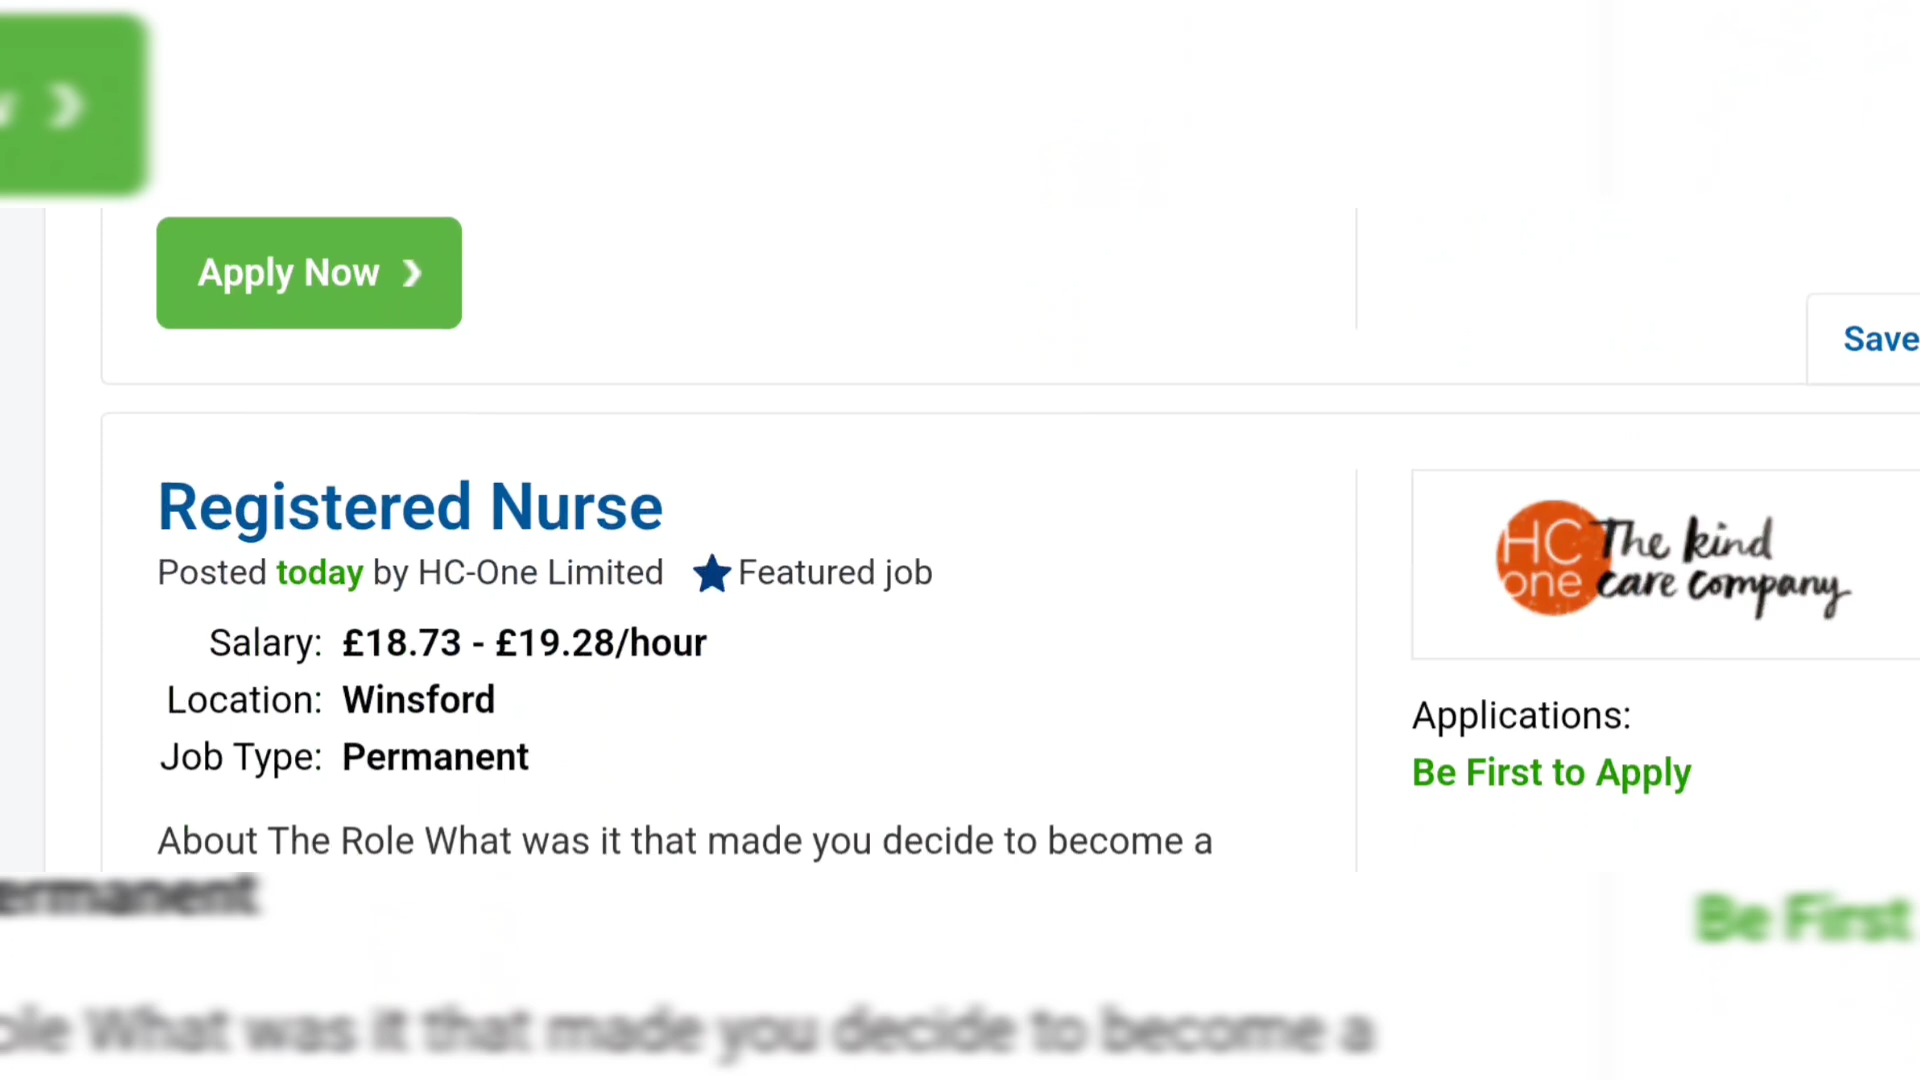 Apply Now
Save
Registered Nurse
Posted today by HC-One Limited Featured job
Salary: £18.73 - £19.28/hour
Location: Winsford
Job Type: Permanent
About The Role What was it that made you decide to become a
HC one The kind care company
Applications:
Be First to Apply
ermanent
Be First
ole What was it that made you decide to become a